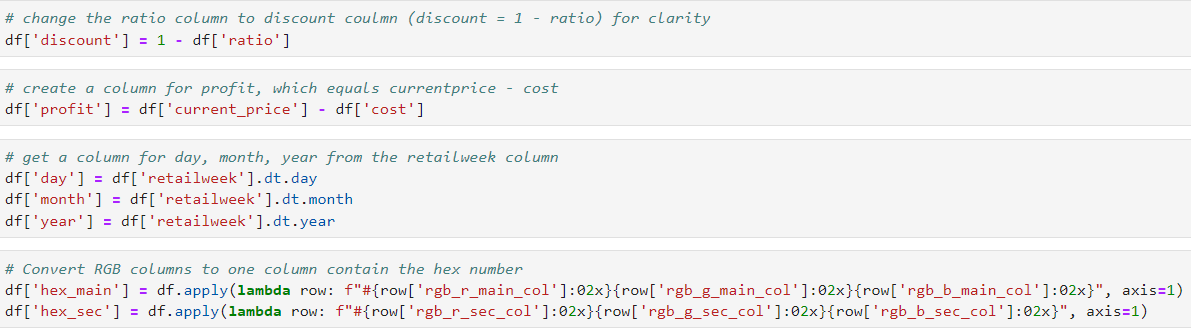 # change the ratio column to discount coulmn (discount = 1 - ratio) for clarity
df['discount'] = 1 - df['ratio']
# create a column for profit, which equals currentprice - cost
df['profit'] = df['current_price'] - df['cost']
# get a column for day, month, year from the retailweek column
df['day'] = df['retailweek'].dt.day
df['month'] = df['retailweek'].dt.month
df['year'] = df['retailweek'].dt.year
# Convert RGB columns to one column contain the hex number
df['hex_main'] = df.apply(lambda row: f"#{row['rgb_r_main_col']:02x}{row['rgb_g_main_col']:02x}{row['rgb_b_main_col']:02x}", axis=1)
df['hex_sec'] = df.apply(lambda row: f"#{row['rgb_r_sec_col']:02x}{row['rgb_g_sec_col']:02x}{row['rgb_b_sec_col']:02x}", axis=1)